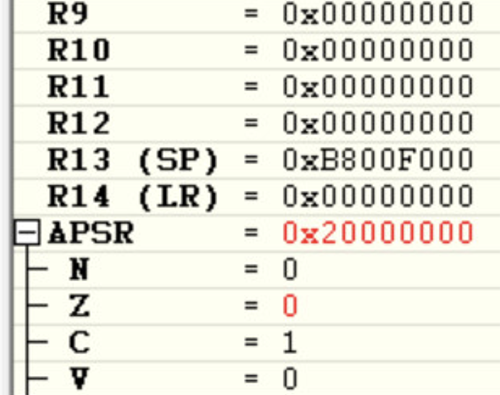 R9 = 0x00000000
R10 = 0x00000000
R11 = 0x00000000
R12 = 0x00000000
R13 (SP) = 0xB800F000
R14 (LR) = 0x00000000
APSR = 0x20000000
N = 0
Z = 0
C = 1
V = 0